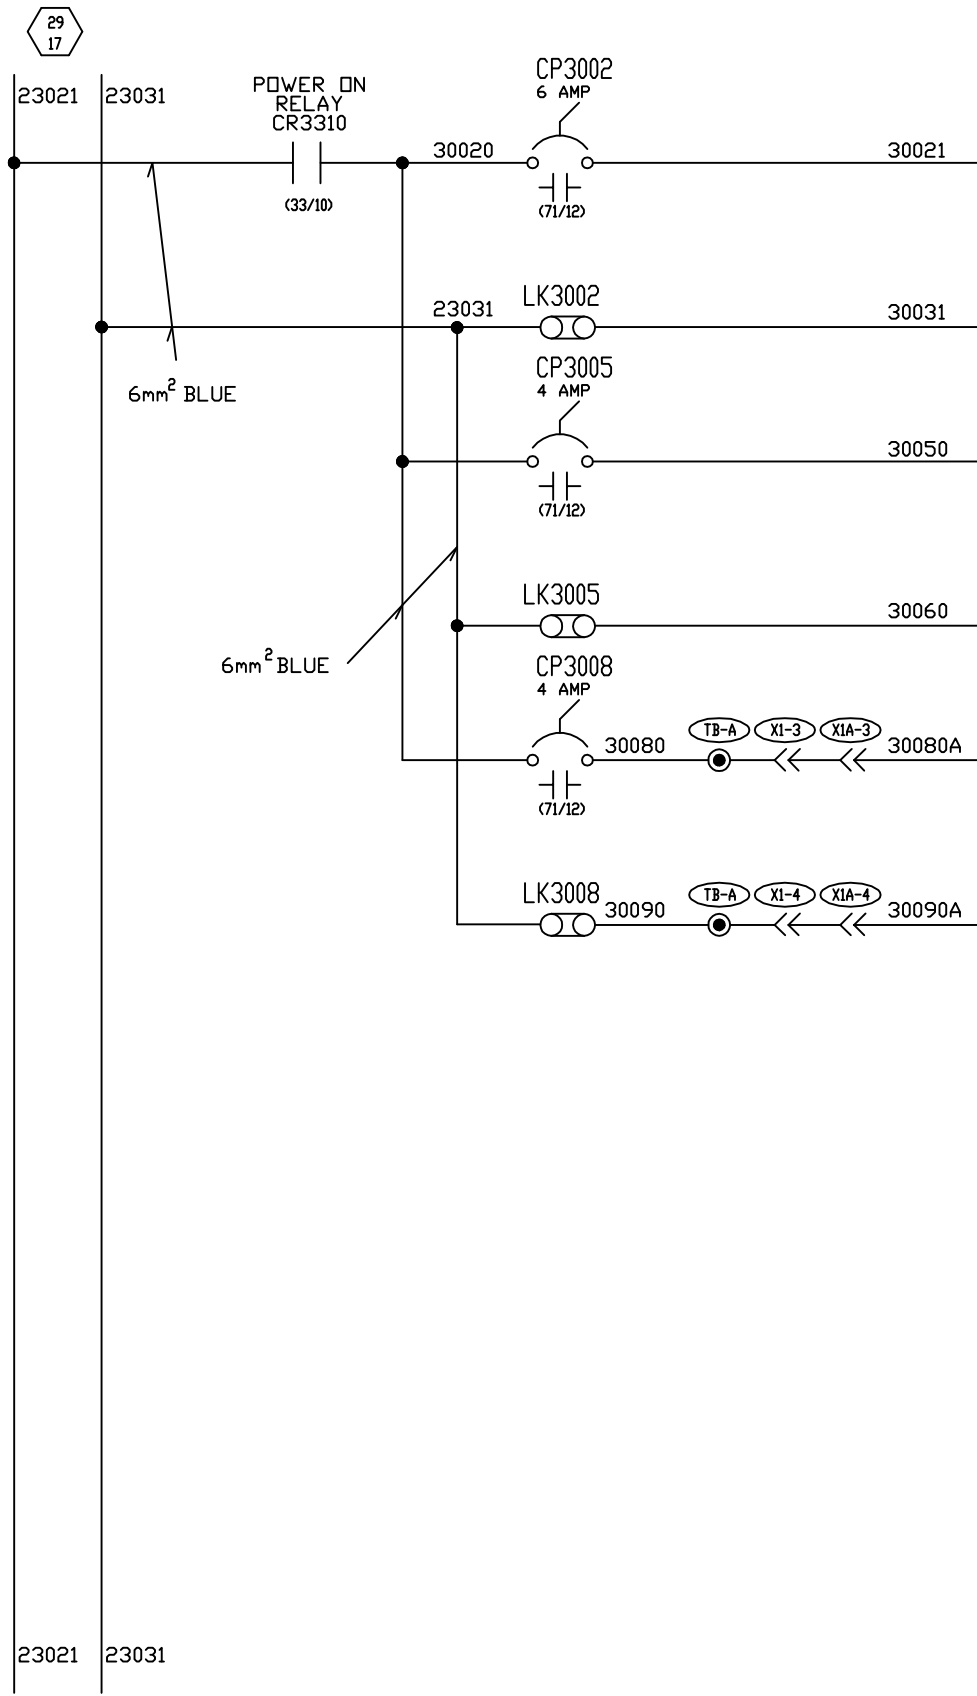 29
17
23021
23031
POWER ON
RELAY
CR3310
(33/10)
30020
CP3002
6 AMP
(71/12)
30021
23031
LK3002
30031
6mm² BLUE
CP3005
4 AMP
(71/12)
30050
LK3005
30060
6mm² BLUE
CP3008
4 AMP
(71/12)
30080
TB-A
X1-3
X1A-3
30080A
LK3008
30090
TB-A
X1-4
X1A-4
30090A
23021
23031